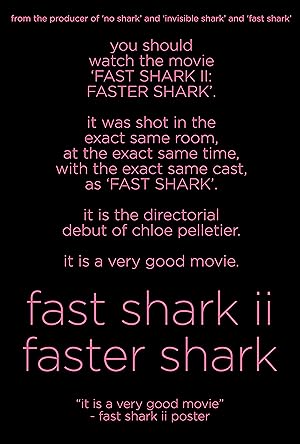 from the producer of 'no shark' and 'invisible shark' and 'fast shark'
you should
watch the movie
'FAST SHARK II:
FASTER SHARK'.
it was shot in the
exact same room,
at the exact same time,
with the exact same cast,
as 'FAST SHARK'.
it is the directorial
debut of chloe pelletier.
it is a very good movie.
fast shark ii
faster shark
"it is a very good movie"
- fast shark ii poster